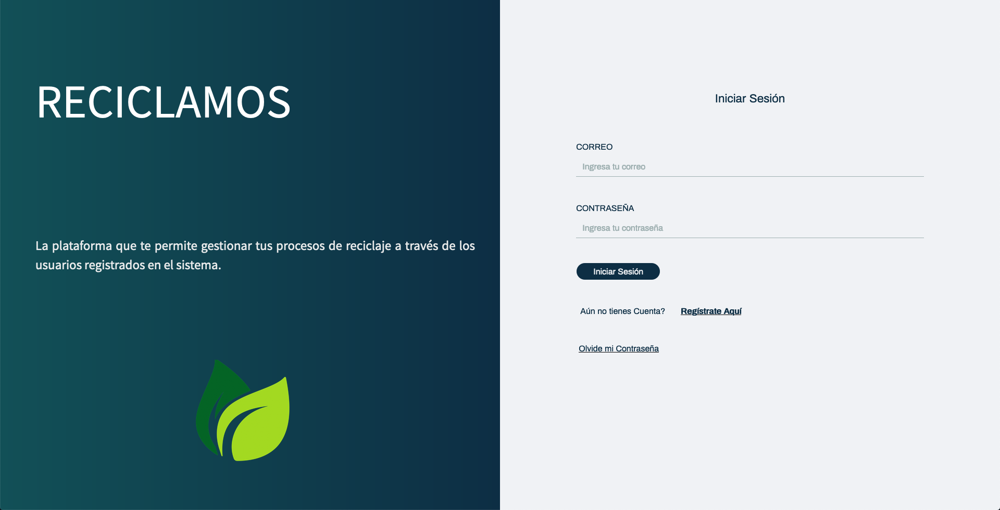 RECICLAMOS
La plataforma que te permite gestionar tus procesos de reciclaje a través de los
usuarios registrados en el sistema.
Iniciar Sesión
CORREO
Ingresa tu correo
CONTRASEÑA
Ingresa tu contraseña
Iniciar Sesión
Aún no tienes Cuenta? Regístrate Aquí
Olvide mi Contraseña